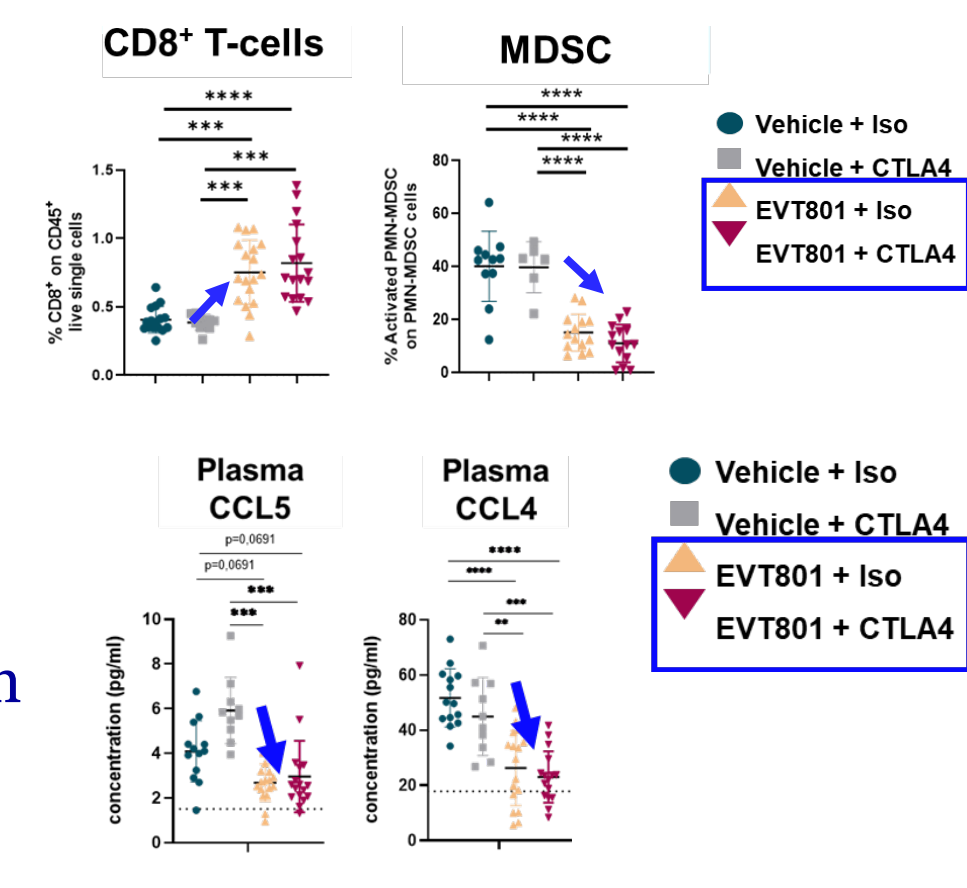 CD8⁺ T-cells
****
***
***
***
% CD8⁺ on CD45⁺
live single cells
1.5
1.0
0.5
0.0
MDSC
****
****
****
****
% Activated PMN-MDSC
on PMN-MDSC cells
80
60
40
20
0
Vehicle + Iso
Vehicle + CTLA4
EVT801 + Iso
EVT801 + CTLA4
n
Plasma
CCL5
p=0,0691
p=0,0691
***
***
concentration (pg/ml)
10
8
6
4
2
0
Plasma
CCL4
****
****
***
**
concentration (pg/ml)
80
60
40
20
0
Vehicle + Iso
Vehicle + CTLA4
EVT801 + Iso
EVT801 + CTLA4